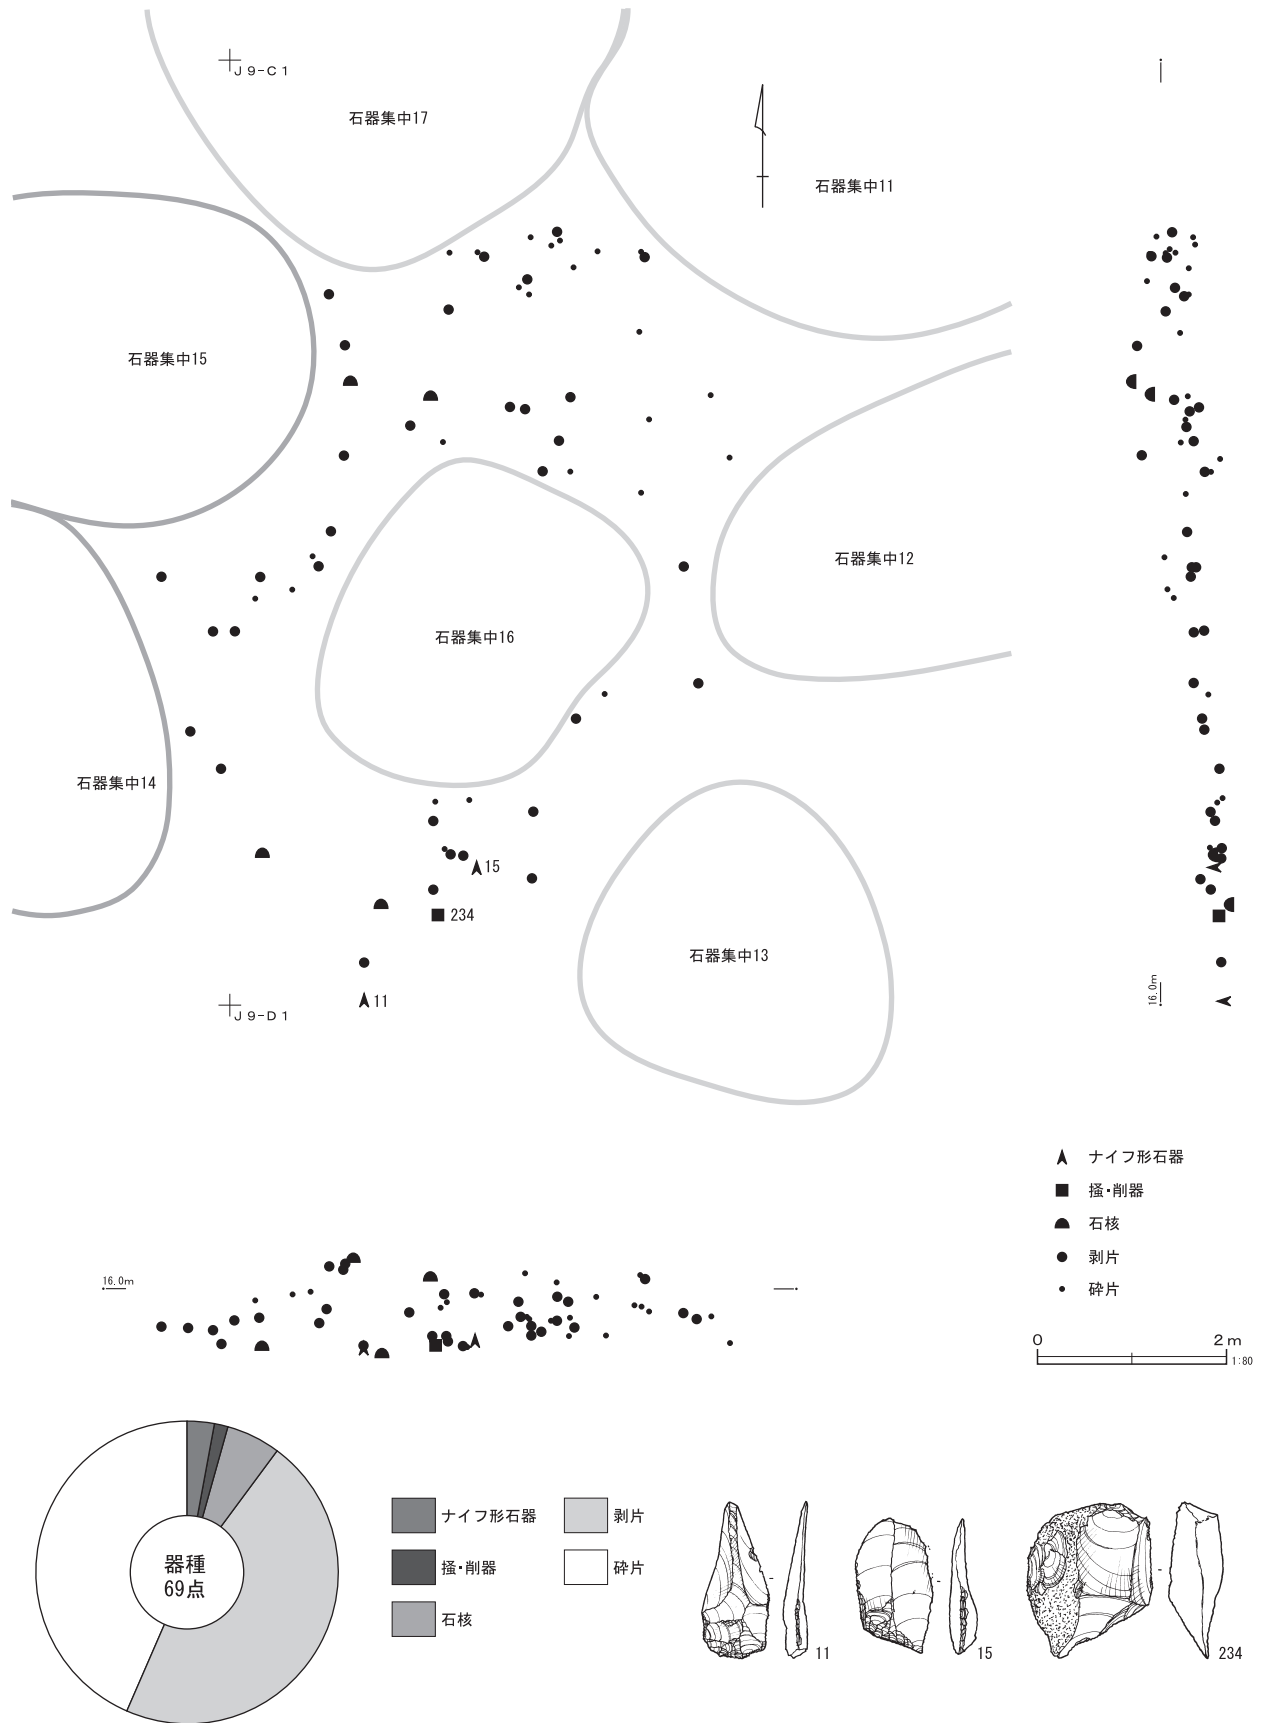 J9-C1
石器集中17
石器集中11
石器集中15
石器集中12
石器集中16
石器集中14
15
234
石器集中13
11
J9-D1
16.0m
ナイフ形石器
掻・削器
石核
剥片
砕片
16.0m
0 2m
1:80
器種
69点
ナイフ形石器
掻・削器
石核
剥片
砕片
11
15
234